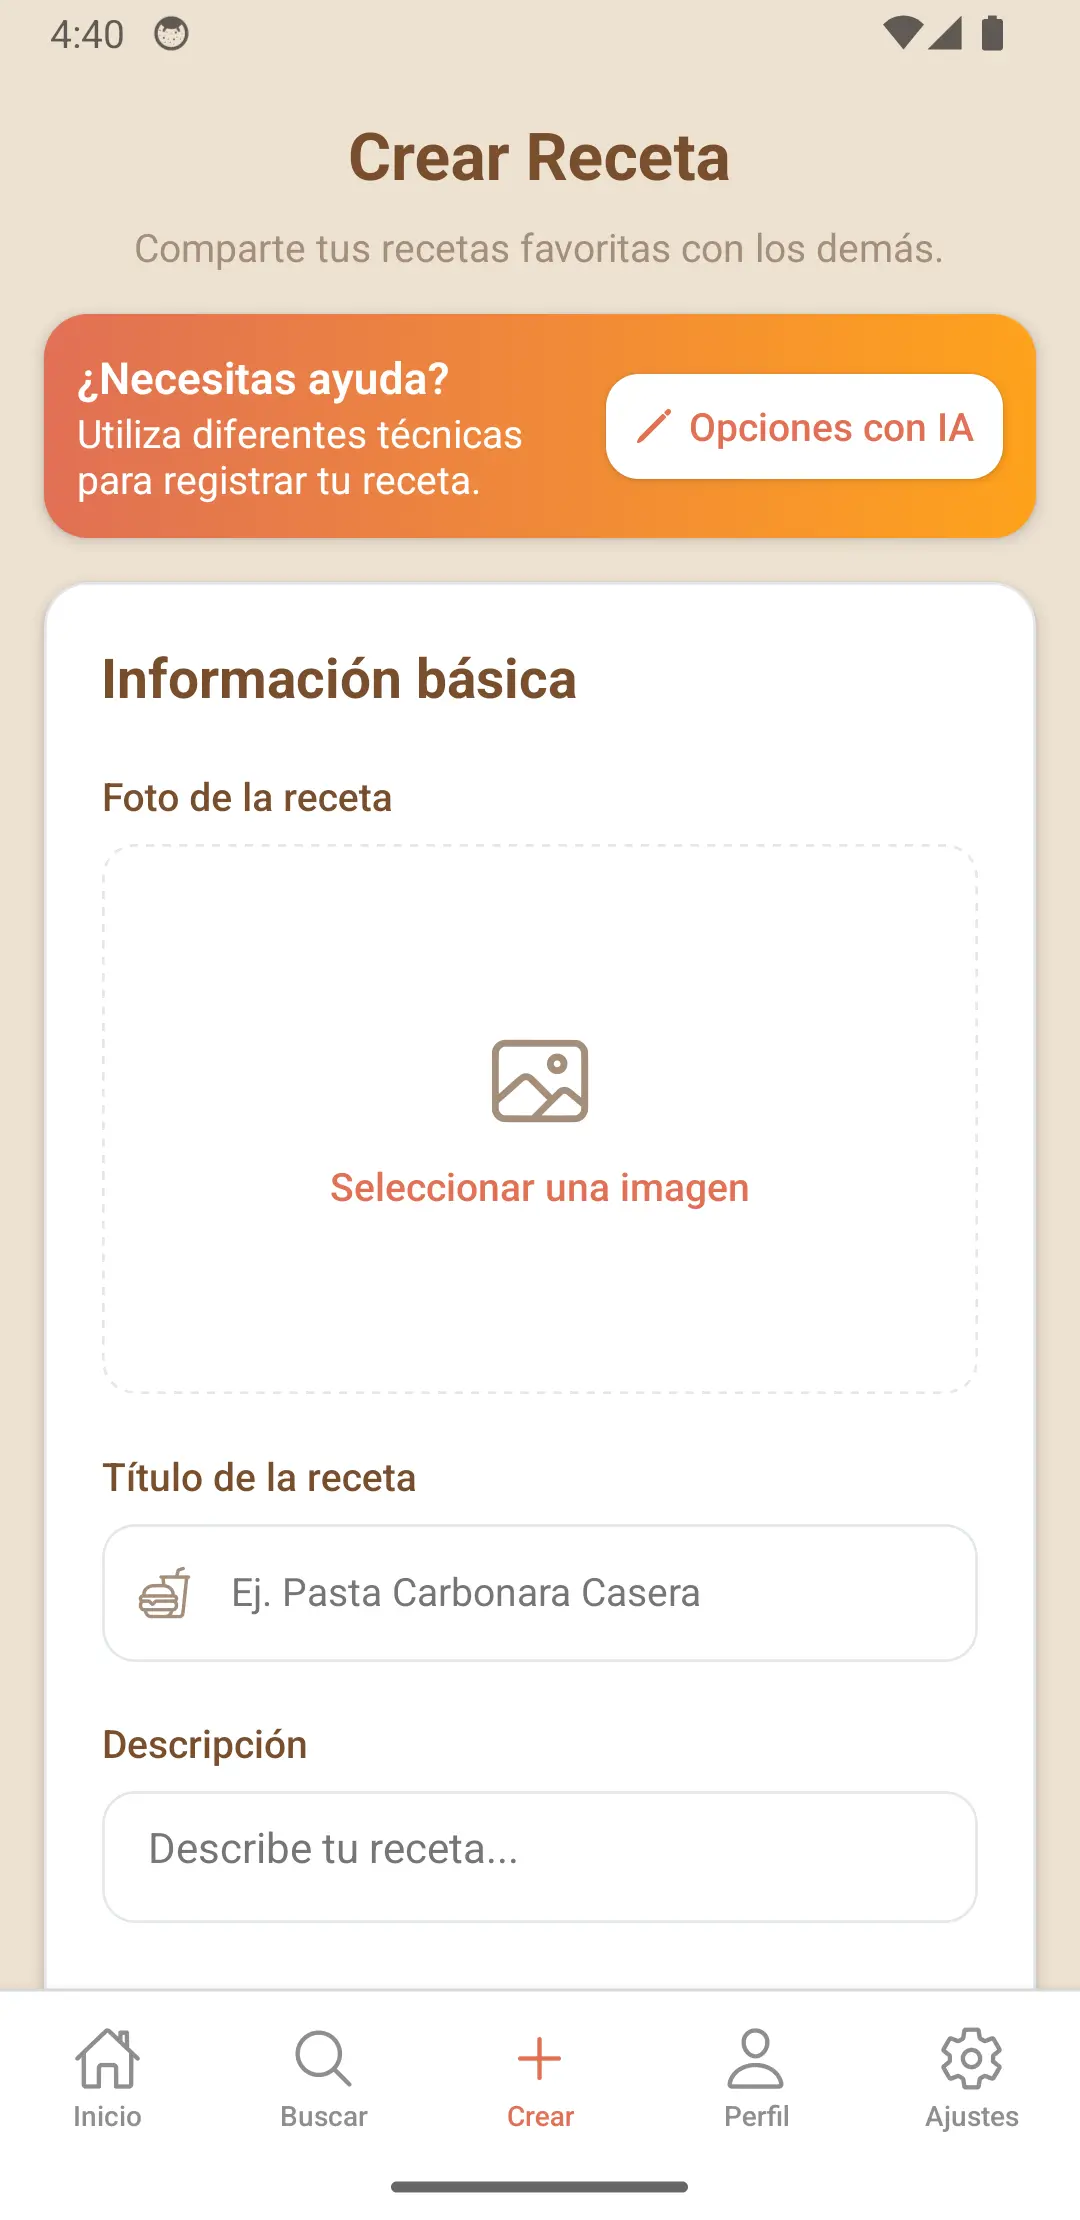 4:40
Crear Receta
Comparte tus recetas favoritas con los demás.
¿Necesitas ayuda?
Utiliza diferentes técnicas
para registrar tu receta.
Opciones con IA
Información básica
Foto de la receta
Seleccionar una imagen
Título de la receta
Ej. Pasta Carbonara Casera
Descripción
Describe tu receta...
Inicio
Buscar
Crear
Perfil
Ajustes